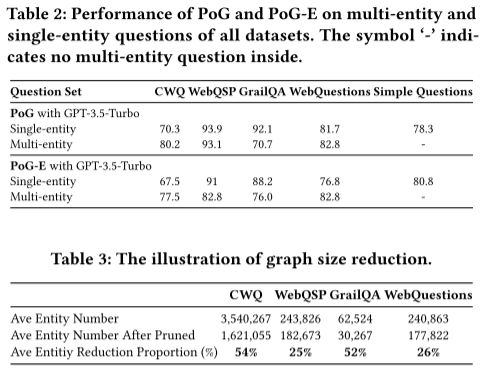 Table 2: Performance of PoG and PoG-E on multi-entity and
single-entity questions of all datasets. The symbol ‘-’ indi-
cates no multi-entity question inside.
Question Set CWQ WebQSP GrailQA WebQuestions Simple Questions
PoG with GPT-3.5-Turbo
Single-entity 70.3 93.9 92.1 81.7 78.3
Multi-entity 80.2 93.1 70.7 82.8 -
PoG-E with GPT-3.5-Turbo
Single-entity 67.5 91 88.2 76.8 80.8
Multi-entity 77.5 82.8 76.0 82.8 -
Table 3: The illustration of graph size reduction.
CWQ WebQSP GrailQA WebQuestions
Ave Entity Number 3,540,267 243,826 62,524 240,863
Ave Entity Number After Pruned 1,621,055 182,673 30,267 177,822
Ave Entitiy Reduction Proportion (%) 54% 25% 52% 26%